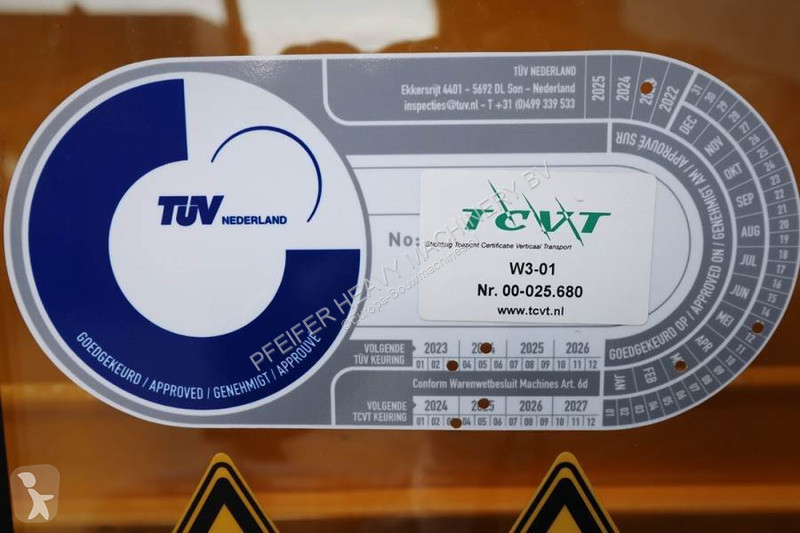 TÜV NEDERLAND
Ekkersrijt 4401 - 5692 DL Son - Nederland
inspecties@tuv.nl - T +31 (0)499 339 533
2025
2024
2022
TÜV NEDERLAND
No:
TCVT
Stichting Toezicht Certificatie Verticaal Transport
W3-01
Nr. 00-025.680
www.tcvt.nl
GOEDGEKEURD / APPROVED / GENEHMIGT / APPROUVÉ
GOEDGEKEURD OP / APPROVED ON / GENEHMIGT AM / APPROUVÉ SUR
JAN
FEB
APR
MEI
JUN
JUL
AUG
SEP
OKT
NOV
DEC
VOLGENDE 2023 2025 2026
TÜV KEURING 01 02 04 05 06 07 08 09 10 11 12
Conform Warenwetbesluit Machines Art. 6d
VOLGENDE 2024 2025 2026 2027
TCVT KEURING 01 02 04 05 06 07 08 09 10 11 12
PFEIFER HEAVY MACHINERY BV
©Europa-Bouwmachines